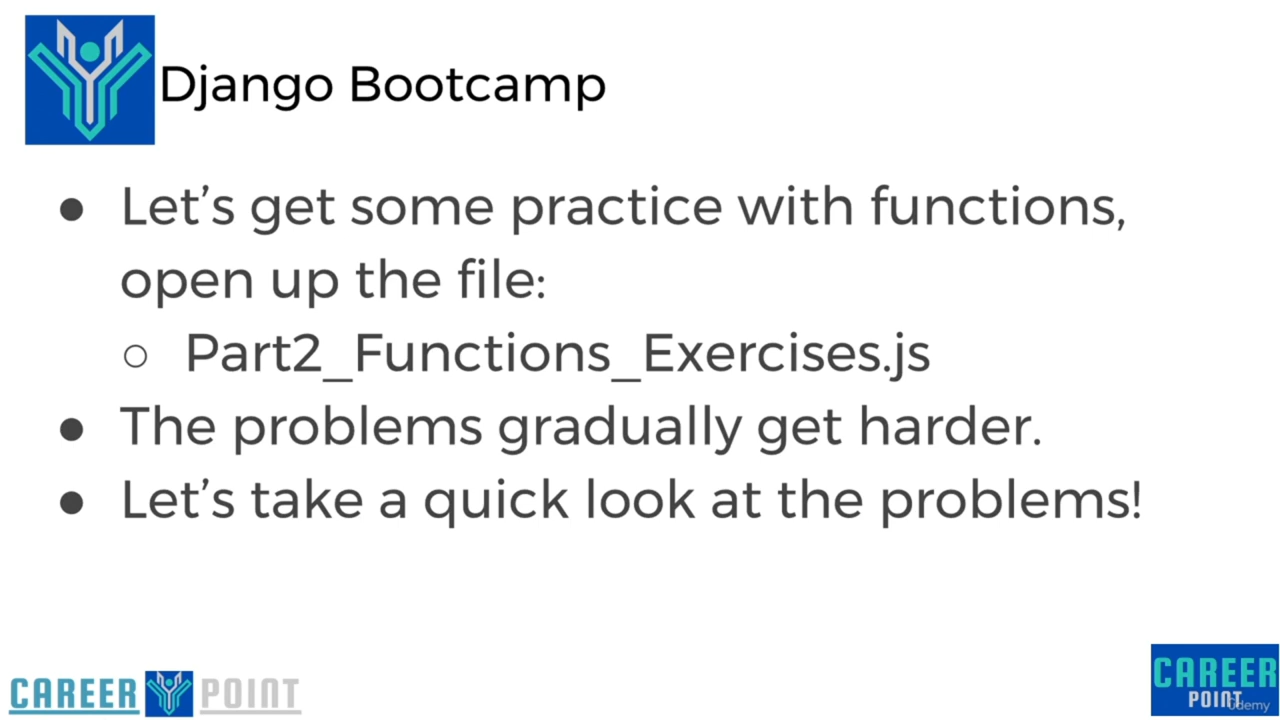 Django Bootcamp
● Let’s get some practice with functions,
open up the file:
○ Part2_Functions_Exercises.js
● The problems gradually get harder.
● Let’s take a quick look at the problems!
CAREER POINT
CAREER
POINT
ûdemy